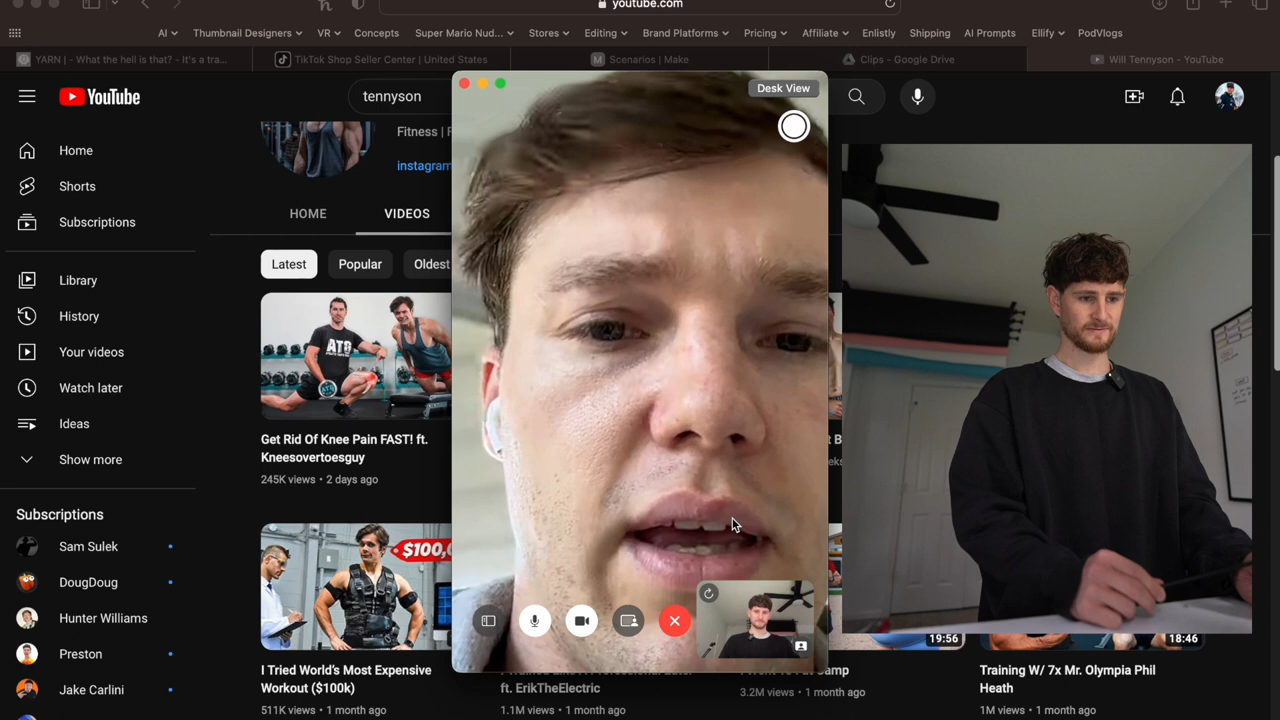 youtube.com
AI
Thumbnail Designers
VR
Concepts
Super Mario Nud...
Stores
Editing
Brand Platforms
Pricing
Affiliate
Enlistly
Shipping
AI Prompts
Ellify
PodVlogs
YARN | - What the hell is that? - It's a tra...
TikTok Shop Seller Center | United States
Scenarios | Make
Clips - Google Drive
Will Tennyson - YouTube
YouTube
tennyson
Desk View
Fitness |
instagram
HOME
VIDEOS
Latest
Popular
Oldest
Home
Shorts
Subscriptions
Library
History
Your videos
Watch later
Ideas
Show more
Subscriptions
Sam Sulek
DougDoug
Hunter Williams
Preston
Jake Carlini
ATG
Get Rid Of Knee Pain FAST! ft.
Kneesovertoesguy
245K views • 2 days ago
$100,
I Tried World's Most Expensive
Workout ($100k)
511K views • 1 month ago
ft. ErikTheElectric
1.1M views • 1 month ago
19:56
3.2M views • 1 month ago
18:46
Training W/ 7x Mr. Olympia Phil
Heath
1M views • 1 month ago